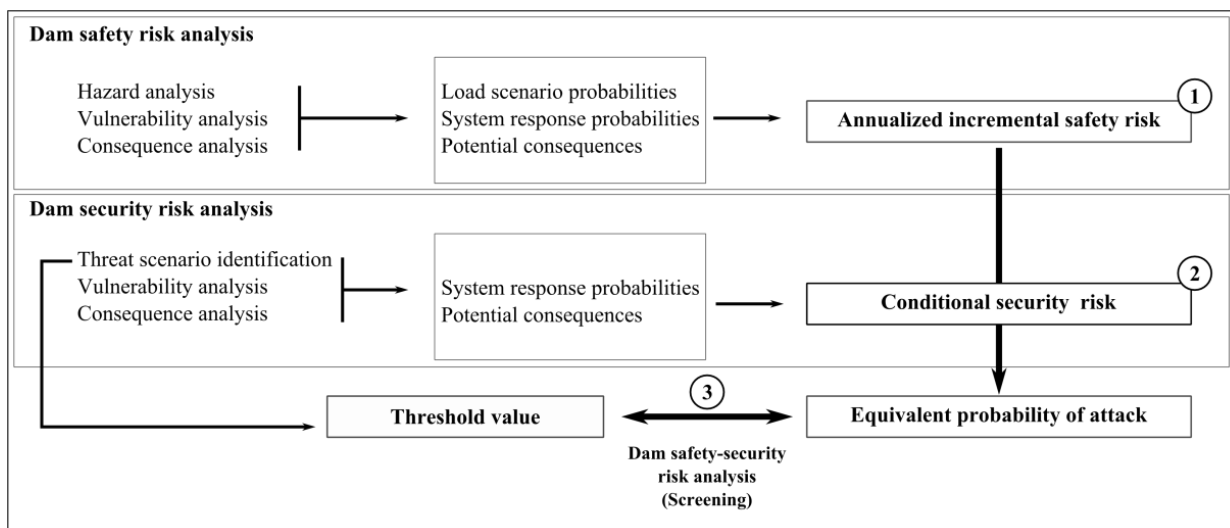 Dam safety risk analysis
Hazard analysis
Vulnerability analysis
Consequence analysis
Load scenario probabilities
System response probabilities
Potential consequences
1
Annualized incremental safety risk
Dam security risk analysis
Threat scenario identification
Vulnerability analysis
Consequence analysis
System response probabilities
Potential consequences
2
Conditional security risk
Threshold value
3
Equivalent probability of attack
Dam safety-security
risk analysis
(Screening)